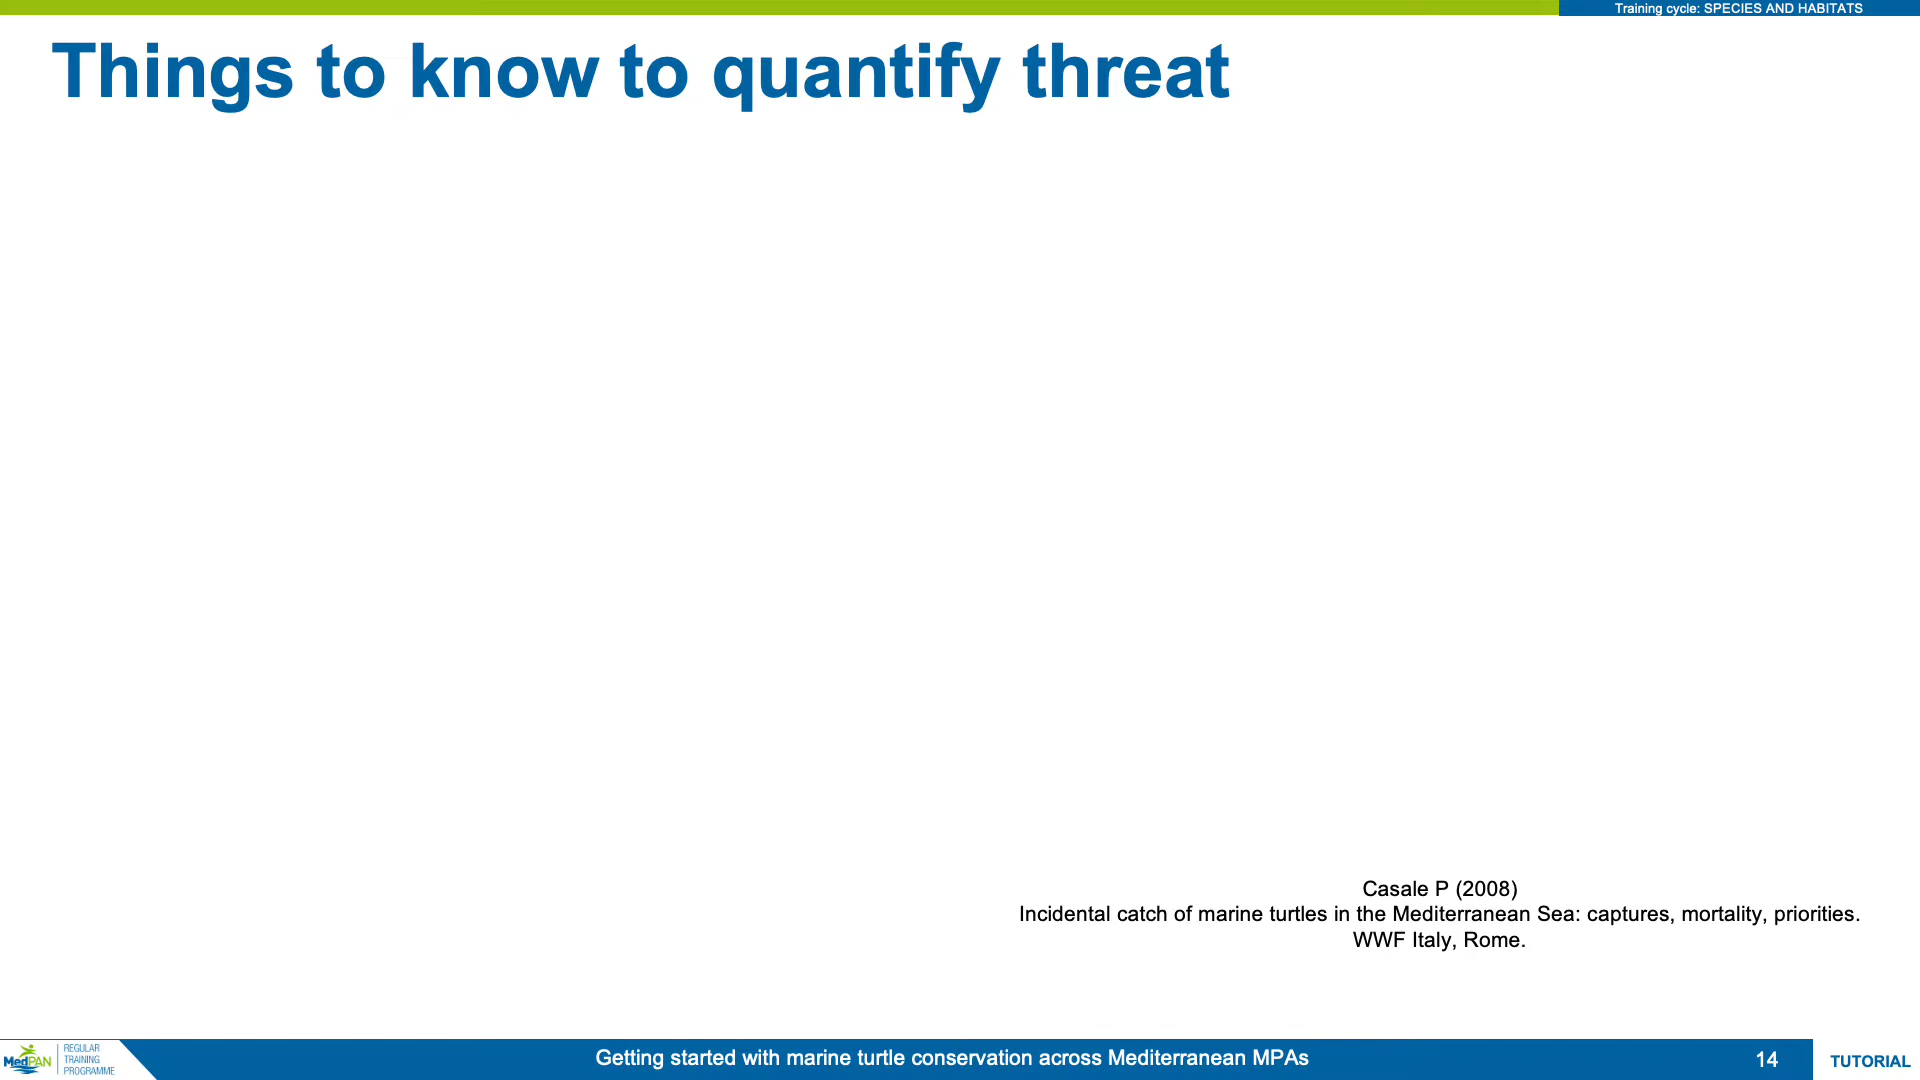 Training cycle: SPECIES AND HABITATS
Things to know to quantify threat
Casale P (2008)
Incidental catch of marine turtles in the Mediterranean Sea: captures, mortality, priorities.
WWF Italy, Rome.
MedPAN
REGULAR
TRAINING
PROGRAMME
Getting started with marine turtle conservation across Mediterranean MPAs
14
TUTORIAL